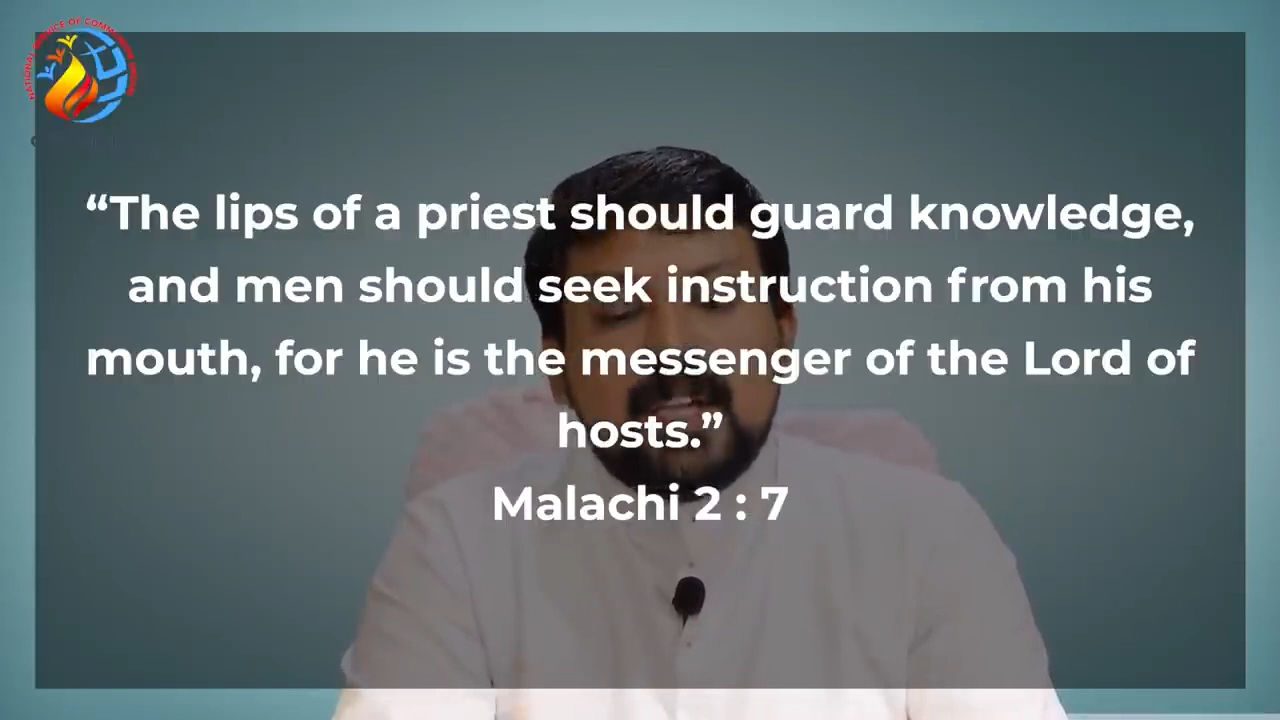 “The lips of a priest should guard knowledge,
and men should seek instruction from his
mouth, for he is the messenger of the Lord of
hosts.”
Malachi 2 : 7